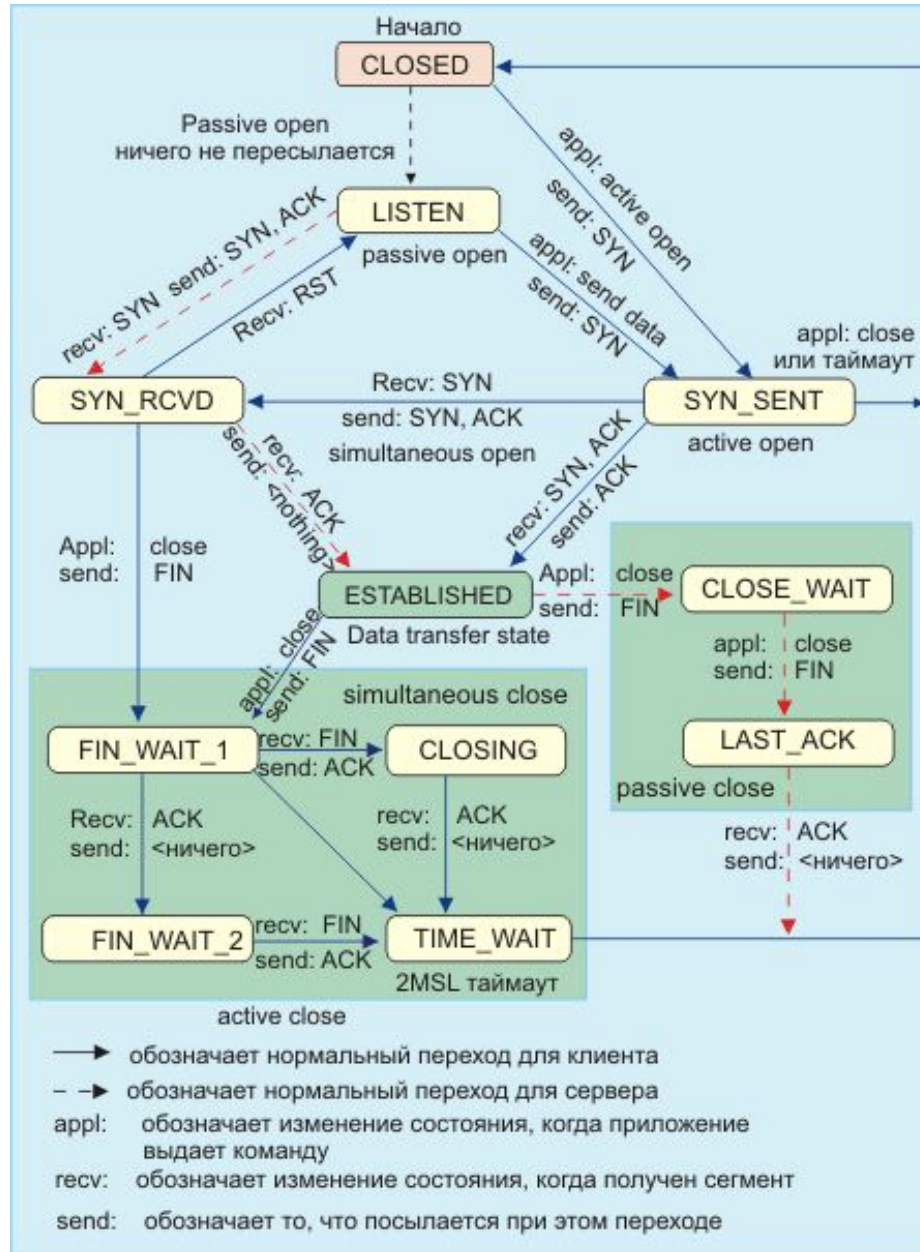 Начало
CLOSED
Passive open
ничего не пересылается
appl: active open
send: SYN
LISTEN
passive open
recv: SYN send: SYN, ACK
Recv: RST
appl: send data
send: SYN
appl: close
или таймаут
SYN_RCVD
Recv: SYN
send: SYN, ACK
simultaneous open
SYN_SENT
active open
recv: ACK
send: <nothing>
recv: SYN, ACK
send: ACK
Appl: close
send: FIN
ESTABLISHED
Data transfer state
Appl: close
send: FIN
CLOSE_WAIT
appl: close
send: FIN
LAST_ACK
passive close
recv: ACK
send: <ничего>
appl: close
send: FIN
simultaneous close
FIN_WAIT_1
recv: FIN
send: ACK
CLOSING
Recv: ACK
send: <ничего>
recv: ACK
send: <ничего>
FIN_WAIT_2
recv: FIN
send: ACK
TIME_WAIT
2MSL таймаут
active close
обозначает нормальный переход для клиента
обозначает нормальный переход для сервера
appl: обозначает изменение состояния, когда приложение
выдает команду
recv: обозначает изменение состояния, когда получен сегмент
send: обозначает то, что посылается при этом переходе